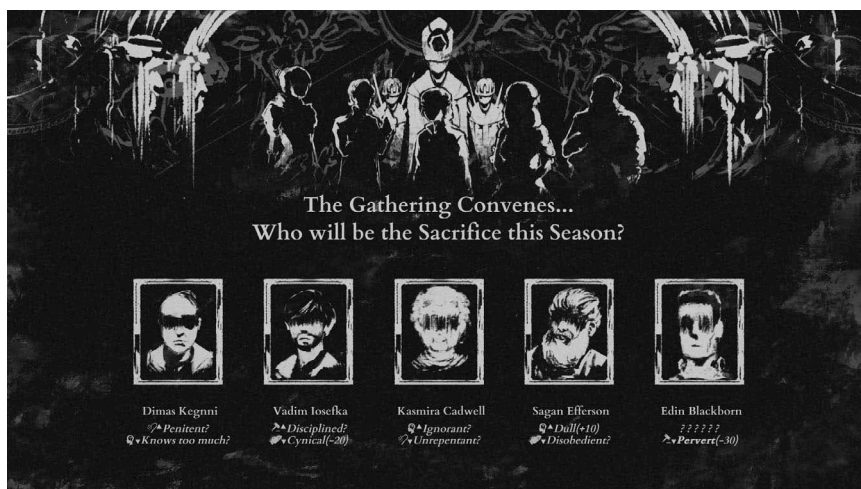 The Gathering Convenes...
Who will be the Sacrifice this Season?
Dimas Kegnni
Penitent?
Knows too much?
Vadim Iosefka
Disciplined?
Cynical(-20)
Kasmira Cadwell
Ignorant?
Unrepentant?
Sagan Efferson
Dull(+10)
Disobedient?
Edin Blackborn
??????
Pervert(-30)